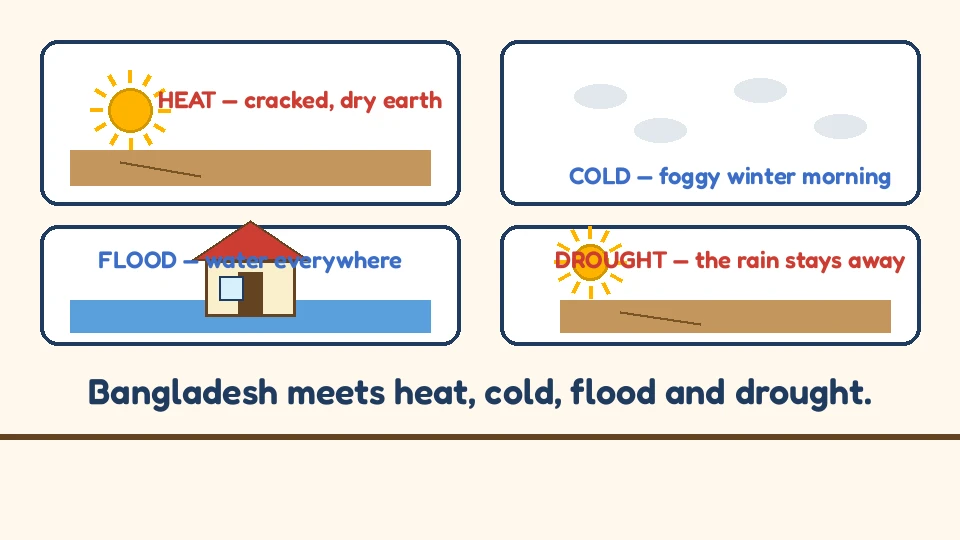 HEAT – cracked, dry earth
COLD – foggy winter morning
FLOOD – water everywhere
DROUGHT – the rain stays away
Bangladesh meets heat, cold, flood and drought.